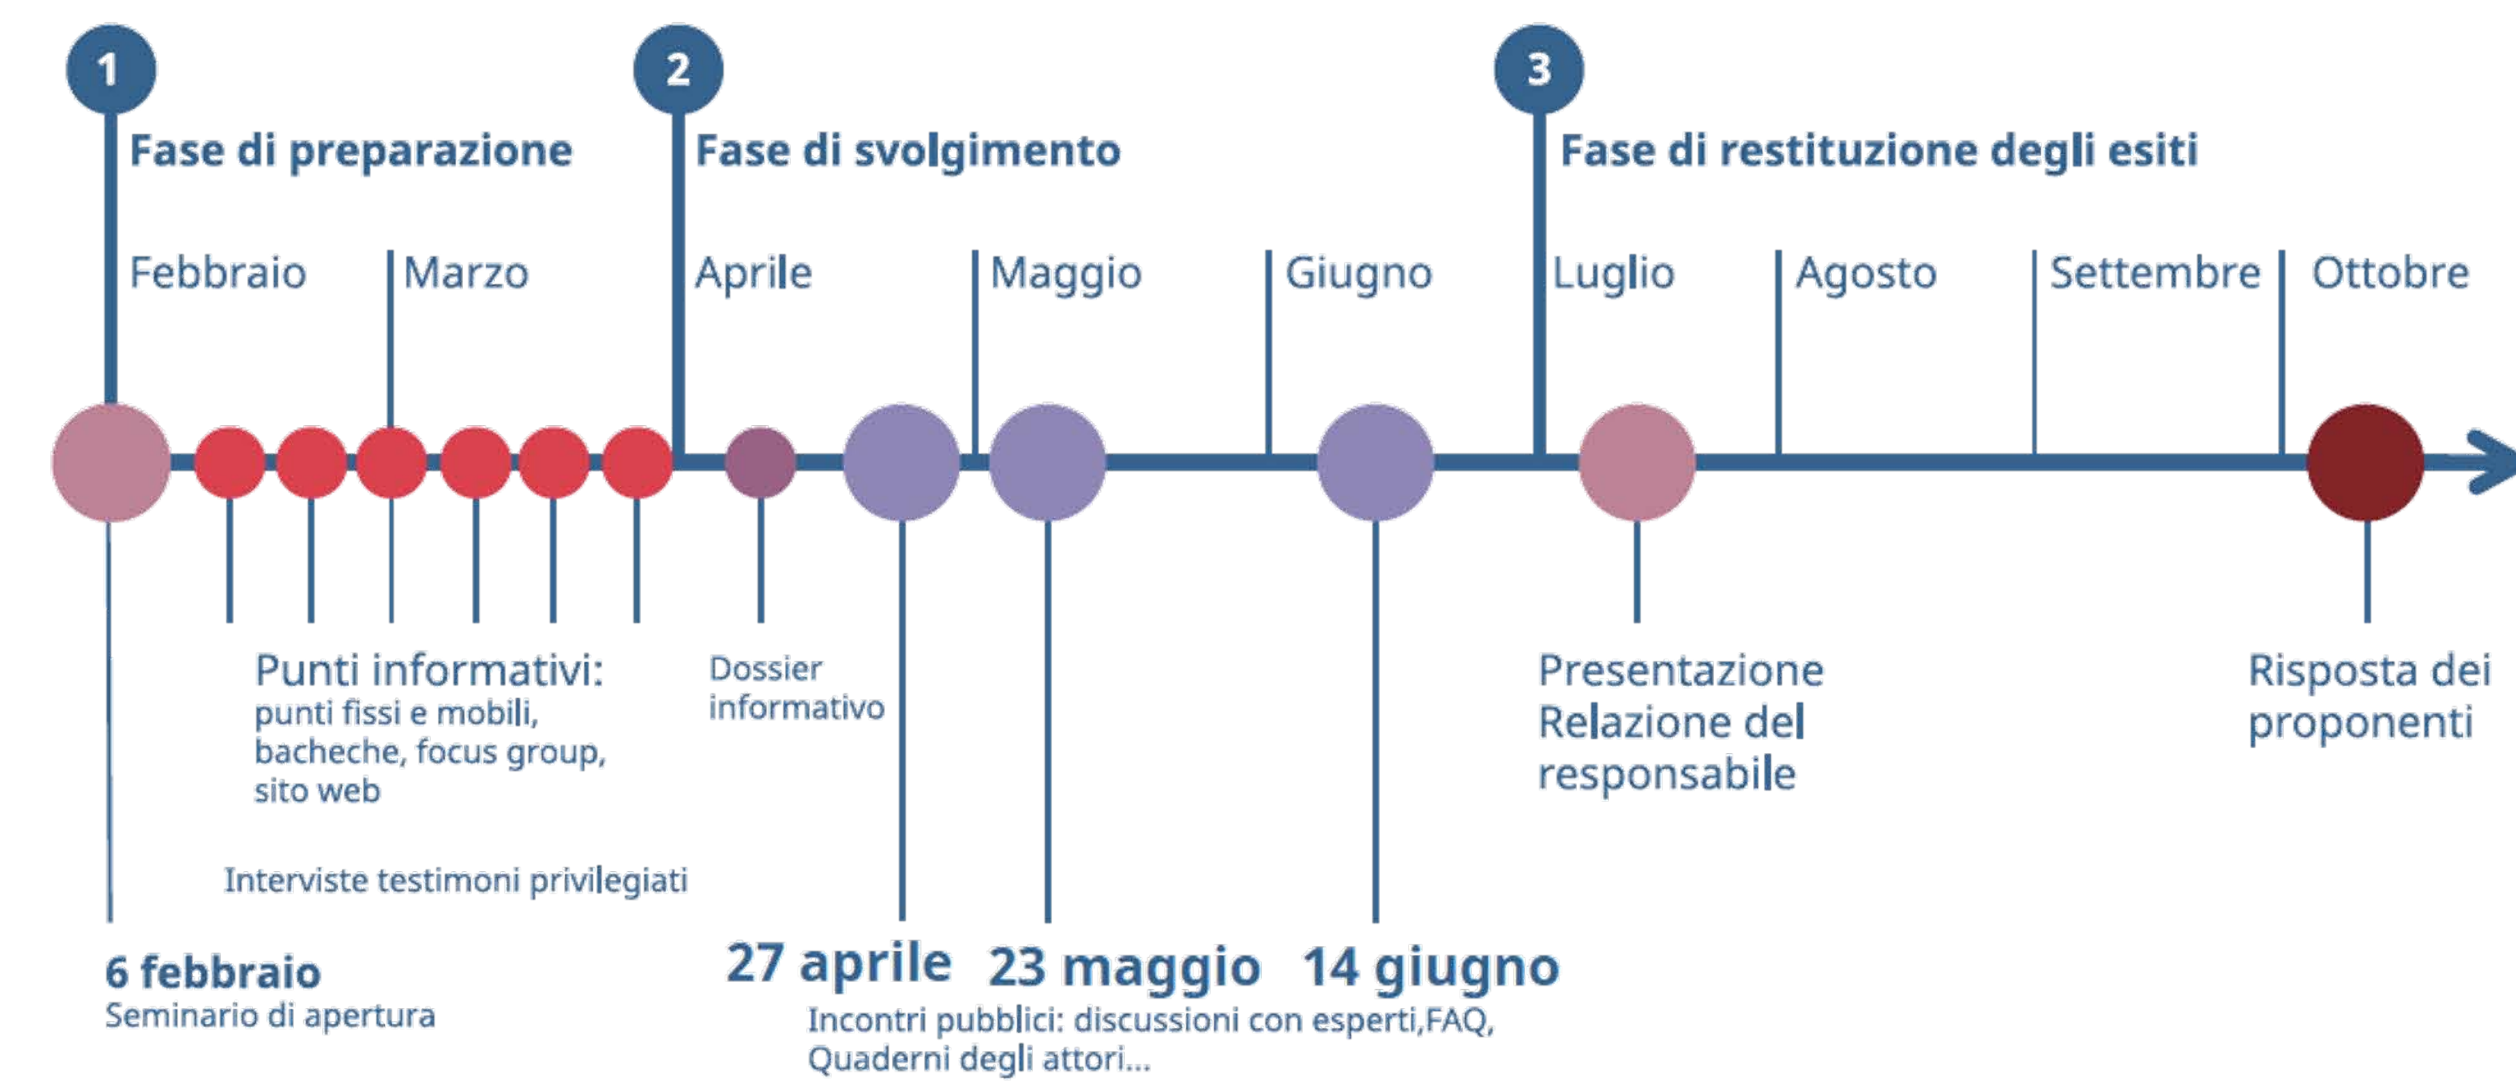 1
2
3
Fase di preparazione
Fase di svolgimento
Fase di restituzione degli esiti
Febbraio
Marzo
Aprile
Maggio
Giugno
Luglio
Agosto
Settembre
Ottobre
Punti informativi:
punti fissi e mobili,
bacheche, focus group,
sito web
Interviste testimoni privilegiati
Dossier
informativo
Presentazione
Relazione del
responsabile
Risposta dei
proponenti
6 febbraio
Seminario di apertura
27 aprile
23 maggio
14 giugno
Incontri pubblici: discussioni con esperti,FAQ,
Quaderni degli attori...